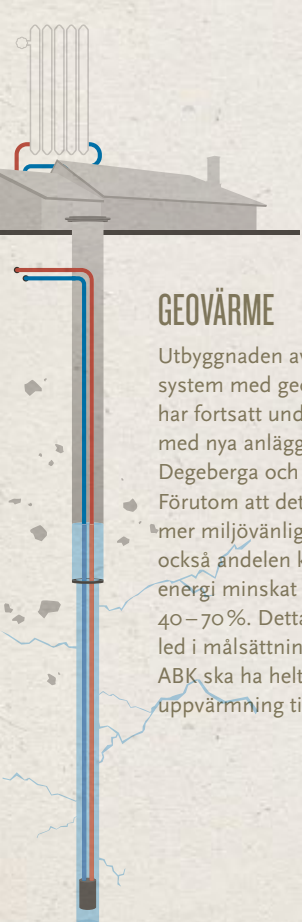 GEOVÄRME
Utbyggnaden av
system med geo
har fortsatt und
med nya anlägg
Degeberga och
Förutom att det
mer miljövänlig
också andelen k
energi minskat
40–70 %. Detta
led i målsättnin
ABK ska ha helt
uppvärmning ti